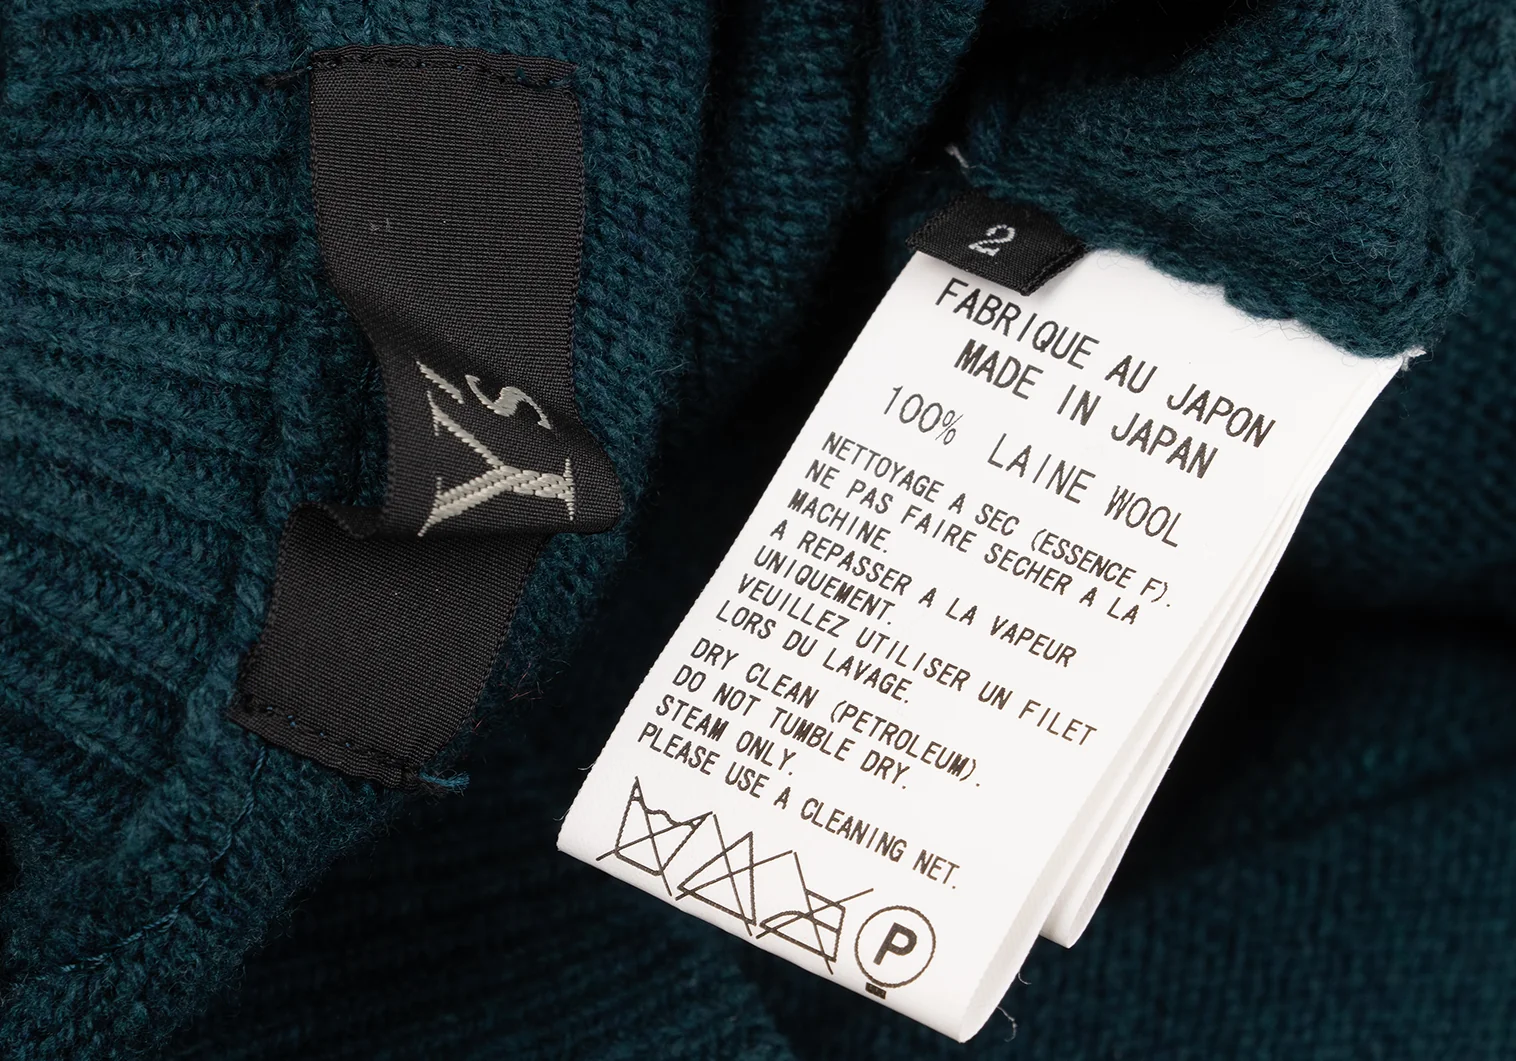 Y's
2
FABRIQUE AU JAPON
MADE IN JAPAN
100% LAINE WOOL
NETTOYAGE A SEC (ESSENCE F).
NE PAS FAIRE SECHER A LA
MACHINE.
A REPASSER A LA VAPEUR
UNIQUEMENT.
VEUILLEZ UTILISER UN FILET
LORS DU LAVAGE.
DRY CLEAN (PETROLEUM).
DO NOT TUMBLE DRY.
STEAM ONLY.
PLEASE USE A CLEANING NET.
P